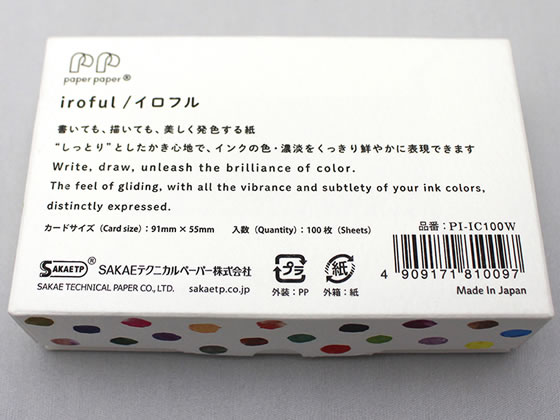 PP
paper paper®
iroful /イロフル
書いても、描いても、美しく発色する紙
“しっとり”としたかき心地で、インクの色・濃淡をくっきり鮮やかに表現できます
Write, draw, unleash the brilliance of color.
The feel of gliding, with all the vibrance and subtlety of your ink colors,
distinctly expressed.
カードサイズ (Card size) : 91mm × 55mm 入数 (Quantity) : 100 枚 (Sheets)
品番 : PI-IC100W
SAKAETP ® SAKAEテクニカルペーパー株式会社
SAKAE TECHNICAL PAPER CO., LTD. sakaetp.co.jp
プラ
外装 : PP
紙
外箱 : 紙
4 909171 810097
Made In Japan